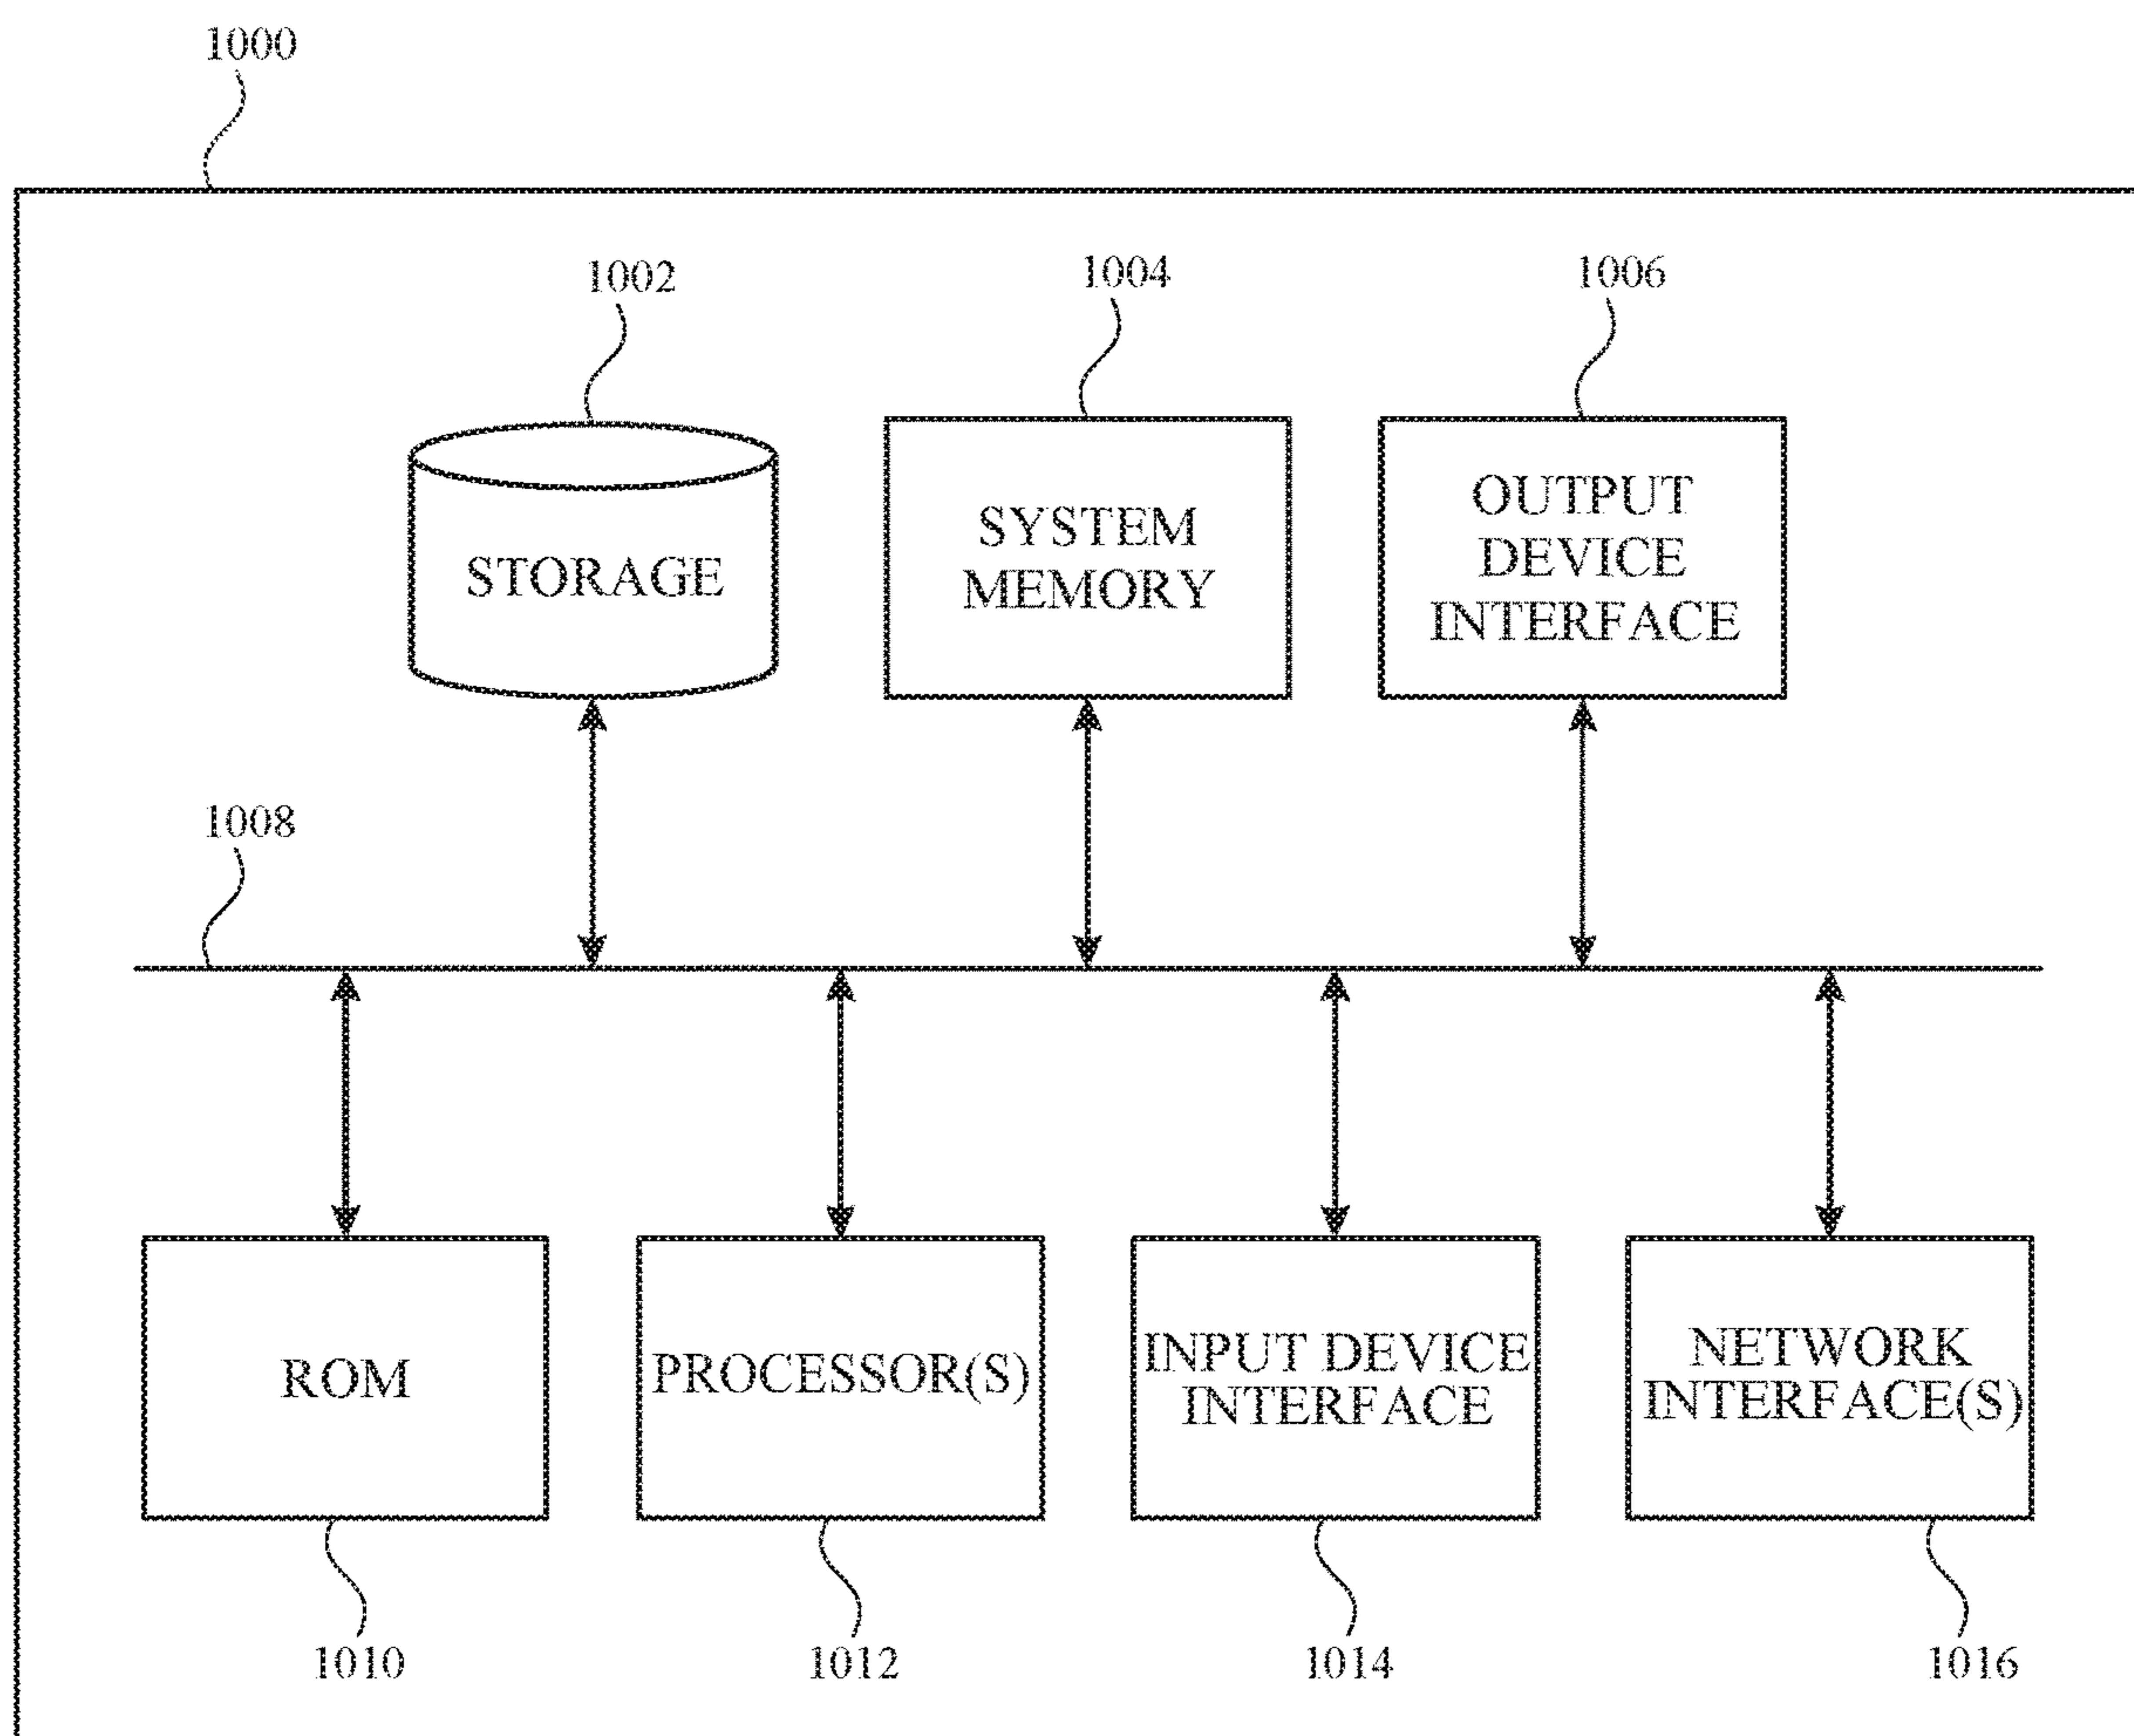 1000
1002
1004
1006
STORAGE
SYSTEM
MEMORY
OUTPUT
DEVICE
INTERFACE
1008
ROM
PROCESSOR(S)
INPUT DEVICE
INTERFACE
NETWORK
INTERFACE(S)
1010
1012
1014
1016